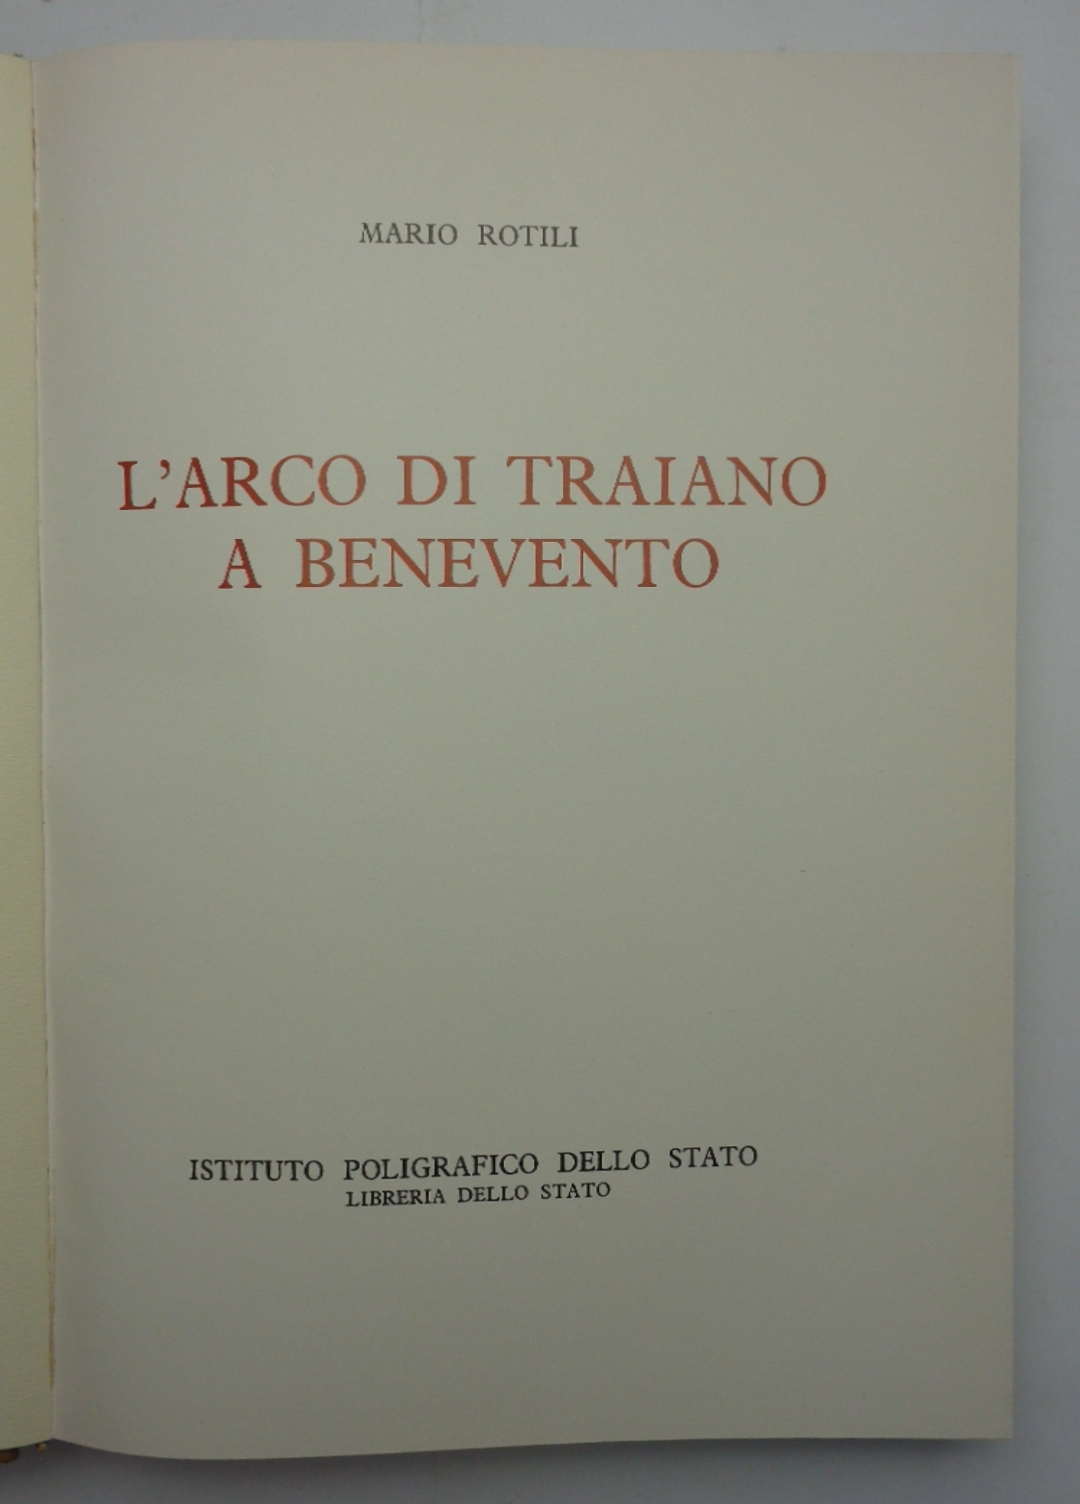 MARIO ROTILI
L'ARCO DI TRAIANO
A BENEVENTO
ISTITUTO POLIGRAFICO DELLO STATO
LIBRERIA DELLO STATO